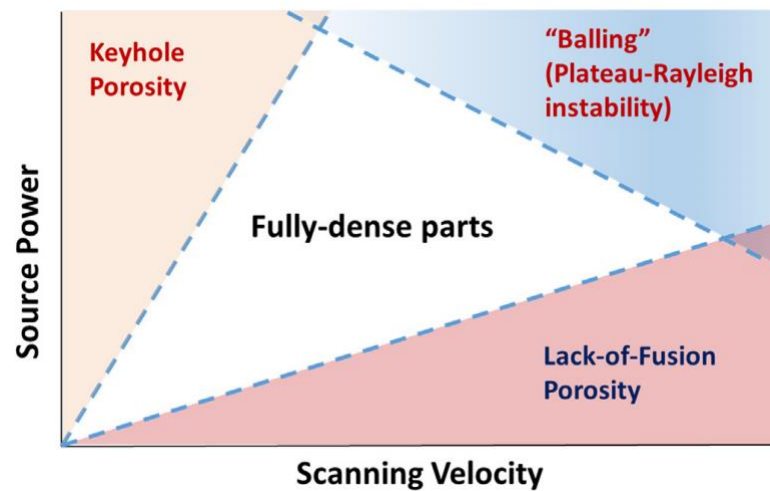 Keyhole
Porosity
“Balling”
(Plateau-Rayleigh
instability)
Fully-dense parts
Lack-of-Fusion
Porosity
Source Power
Scanning Velocity